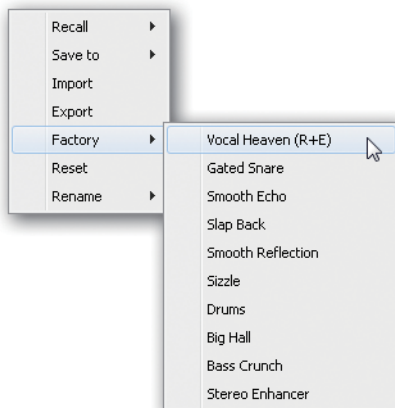 Recall
Save to
Import
Export
Factory
Reset
Rename
Vocal Heaven (R+E)
Gated Snare
Smooth Echo
Slap Back
Smooth Reflection
Sizzle
Drums
Big Hall
Bass Crunch
Stereo Enhancer